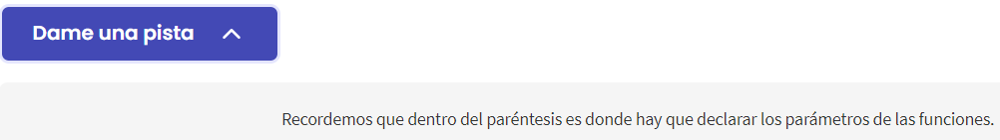 Dame una pista
Recordemos que dentro del paréntesis es donde hay que declarar los parámetros de las funciones.